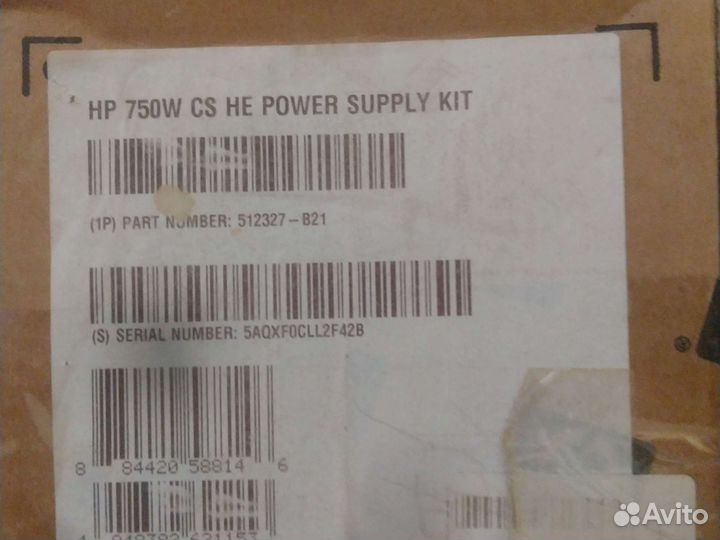 HP 750W CS HE POWER SUPPLY KIT
(1P) PART NUMBER: 512327-B21
(S) SERIAL NUMBER: 5AQXF0CLL2F42B
8 84420 58814 6
Avito